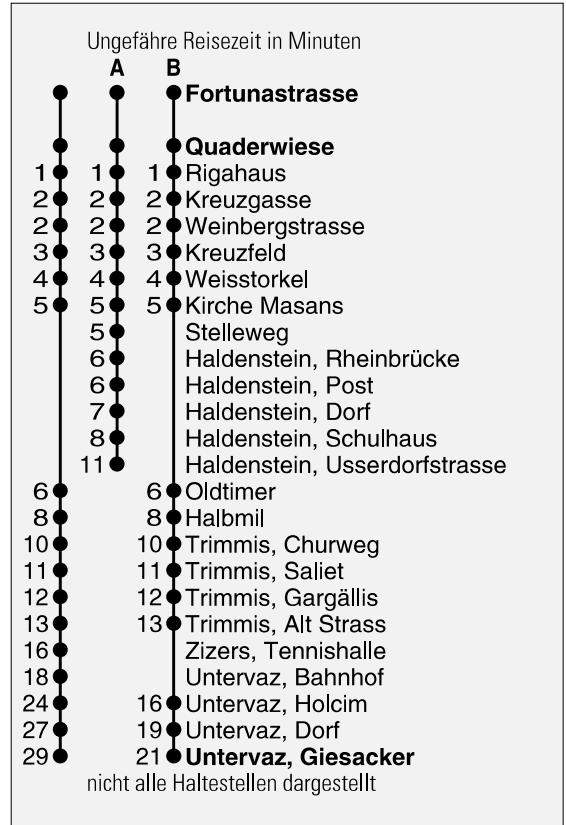 Ungefähre Reisezeit in Minuten
A B
Fortunastrasse
Quaderwiese
1 1 1 Rigahaus
2 2 2 Kreuzgasse
2 2 2 Weinbergstrasse
3 3 3 Kreuzfeld
4 4 4 Weisstorkel
5 5 5 Kirche Masans
5 Stelleweg
6 Haldenstein, Rheinbrücke
6 Haldenstein, Post
7 Haldenstein, Dorf
8 Haldenstein, Schulhaus
11 Haldenstein, Usserdorfstrasse
6 6 Oldtimer
8 8 Halbmil
10 10 Trimmis, Churweg
11 11 Trimmis, Saliet
12 12 Trimmis, Gargällis
13 13 Trimmis, Alt Strass
16 Zizers, Tennishalle
18 Untervaz, Bahnhof
24 16 Untervaz, Holcim
27 19 Untervaz, Dorf
29 21 Untervaz, Giesacker
nicht alle Haltestellen dargestellt